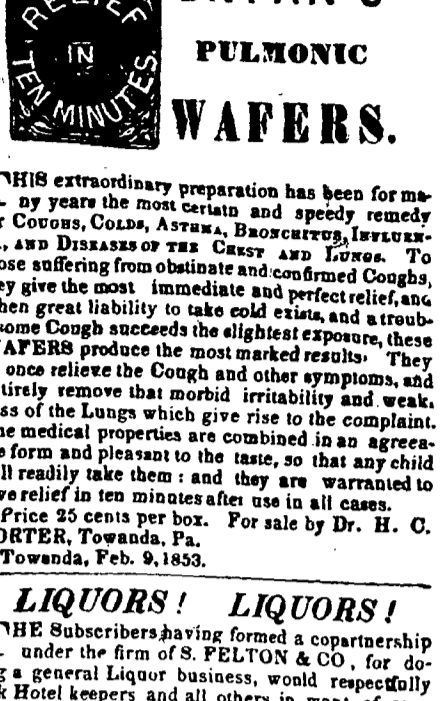 RELIEF
IN
TEN MINUTES.
PULMONIC
WAFERS.
HIS extraordinary preparation has been for ma-
ny years the most certatn and speedy remedy
COUGHS, COLDS, ASTHMA, BRONCHITUS, INFLUEN-
, AND DISEASES OF THE CHEST AND LUNGS. To
ose suffering from obstinate and confirmed Coughs,
ey give the most immediate and perfect relief, and
hen great liability to take cold exists, and a troub-
some Cough succeeds the slightest exposure, these
WAFERS produce the most marked results. They
once relieve the Cough and other symptoms, and
tirely remove that morbid irritability and weak.
ss of the Lungs which give rise to the complaint.
he medical properties are combined in an agreea-
e form and pleasant to the taste, so that any child
ll readily take them : and they are warranted to
ve relief in ten minutes after use in all cases.
Price 25 cents per box. For sale by Dr. H. C.
ORTER, Towanda, Pa.
Towanda, Feb. 9, 1853.
LIQUORS! LIQUORS!
HE Subscribers having formed a copartnership
under the firm of S. FELTON & CO, for do-
g a general Liquor business, would respectfully
k Hotel keepers and all others in